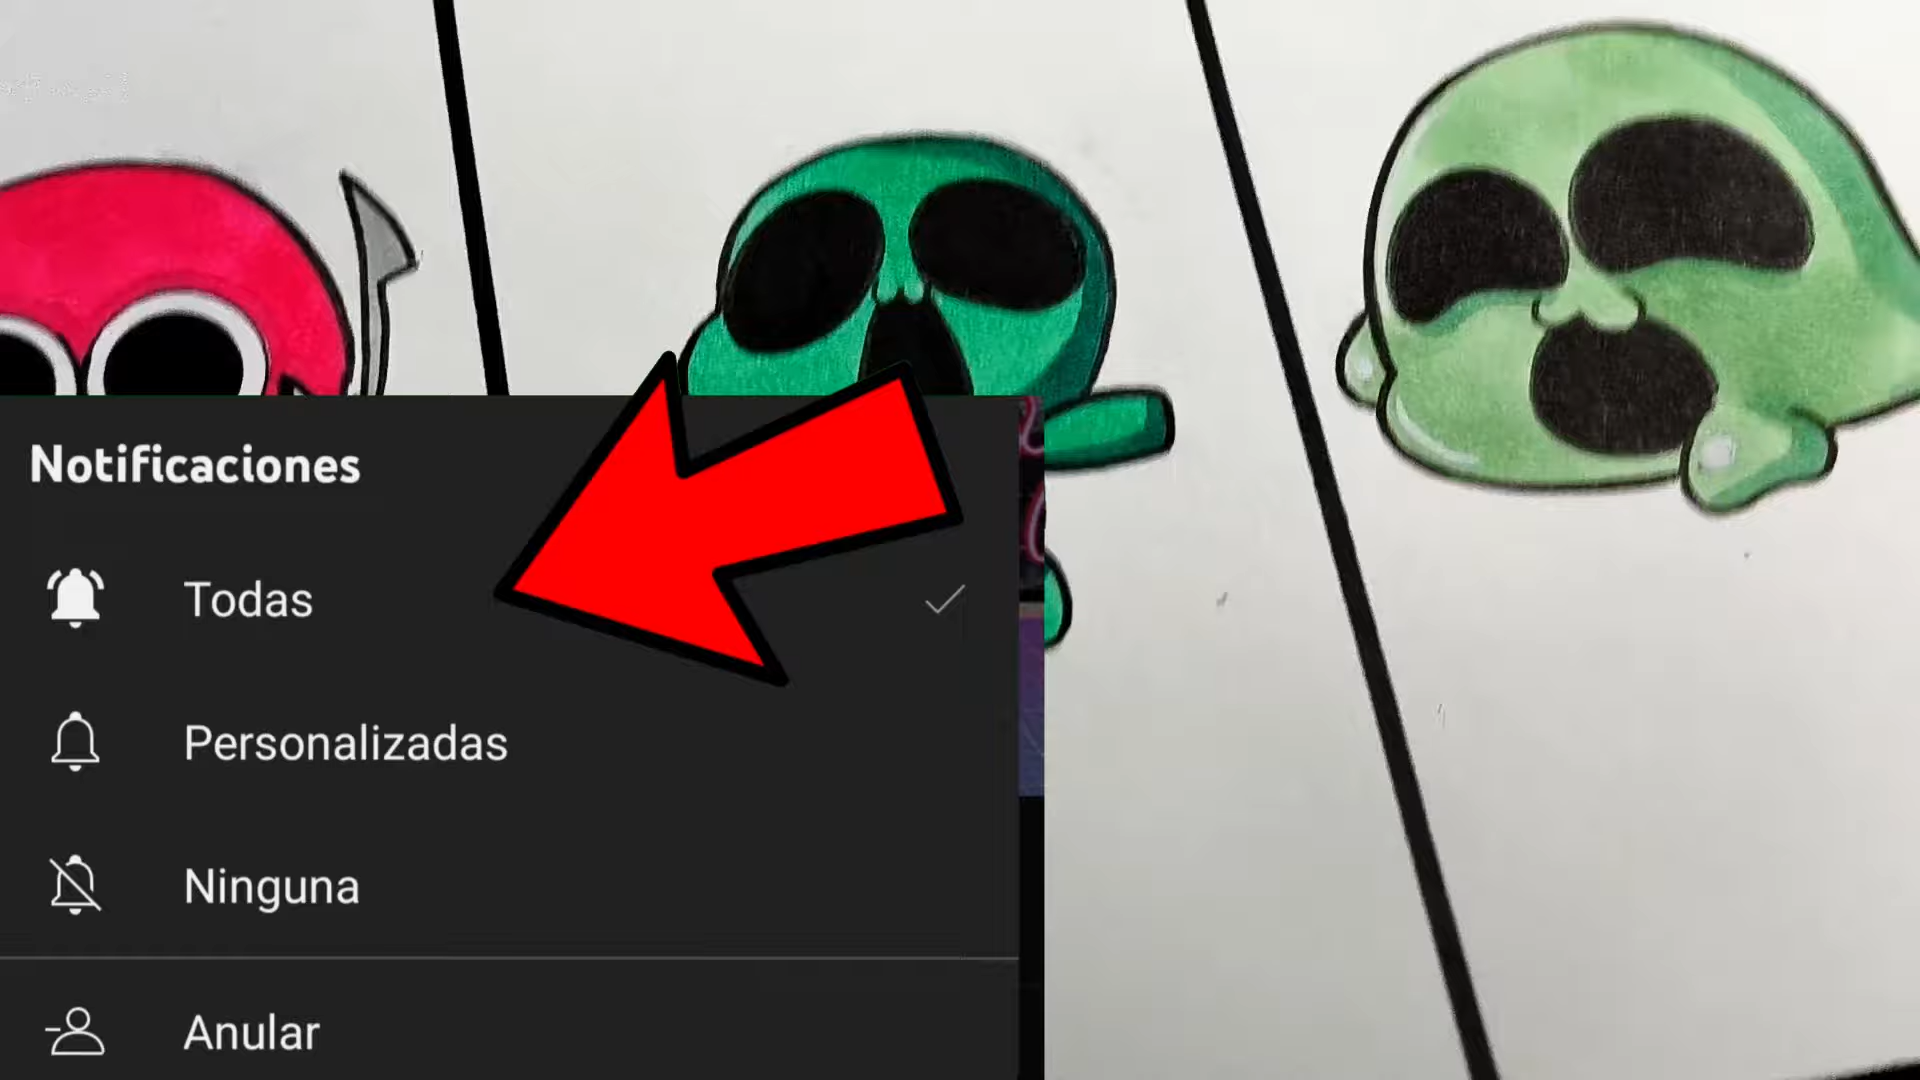 Notificaciones
Todas
Personalizadas
Ninguna
Anular